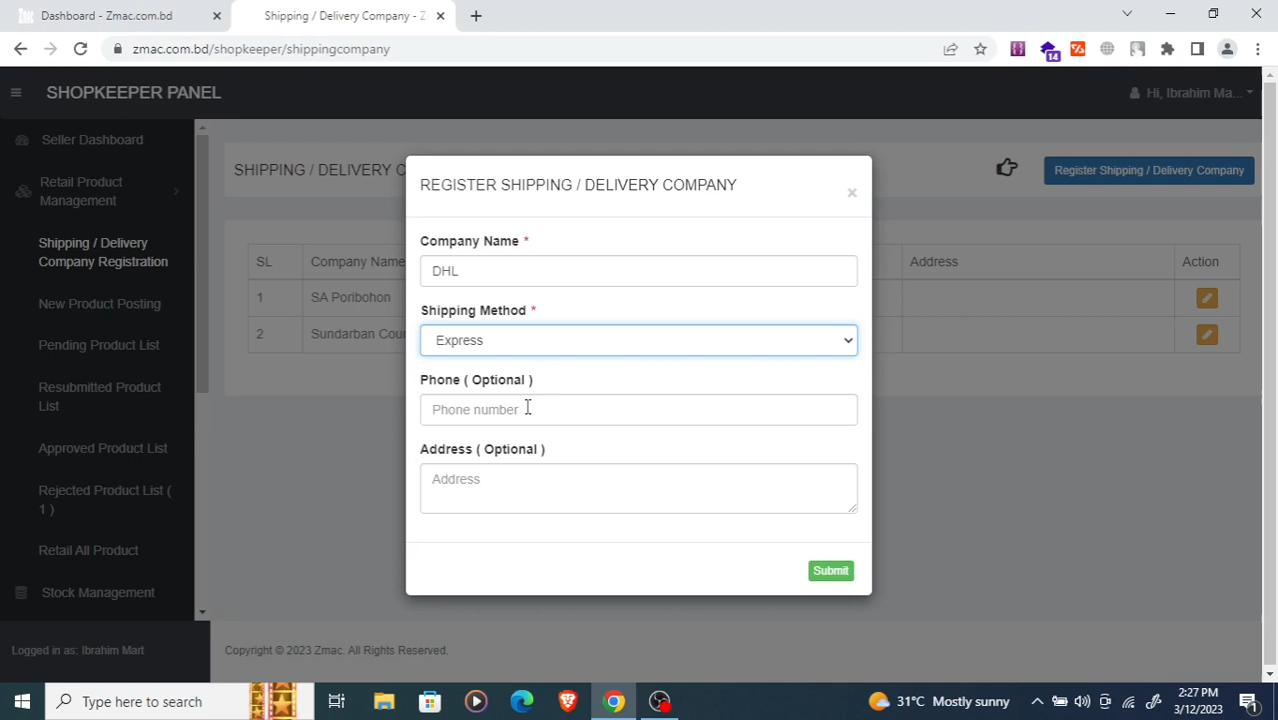 Dashboard - Zmac.com.bd
Shipping / Delivery Company - Z
zmac.com.bd/shopkeeper/shippingcompany
14
SHOPKEEPER PANEL
Hi, Ibrahim Ma...
Seller Dashboard
Retail Product
Management
Shipping / Delivery
Company Registration
New Product Posting
Pending Product List
Resubmitted Product
List
Approved Product List
Rejected Product List (
1 )
Retail All Product
Stock Management
Logged in as: Ibrahim Mart
SHIPPING / DELIVERY C
Register Shipping / Delivery Company
SL
Company Name
Address
Action
1
SA Poribohon
2
Sundarban Cour
REGISTER SHIPPING / DELIVERY COMPANY
×
Company Name *
DHL
Shipping Method *
Express
Phone ( Optional )
Phone number
Address ( Optional )
Address
Submit
Copyright © 2023 Zmac. All Rights Reserved.
Type here to search
31°C Mostly sunny
2:27 PM
3/12/2023
1